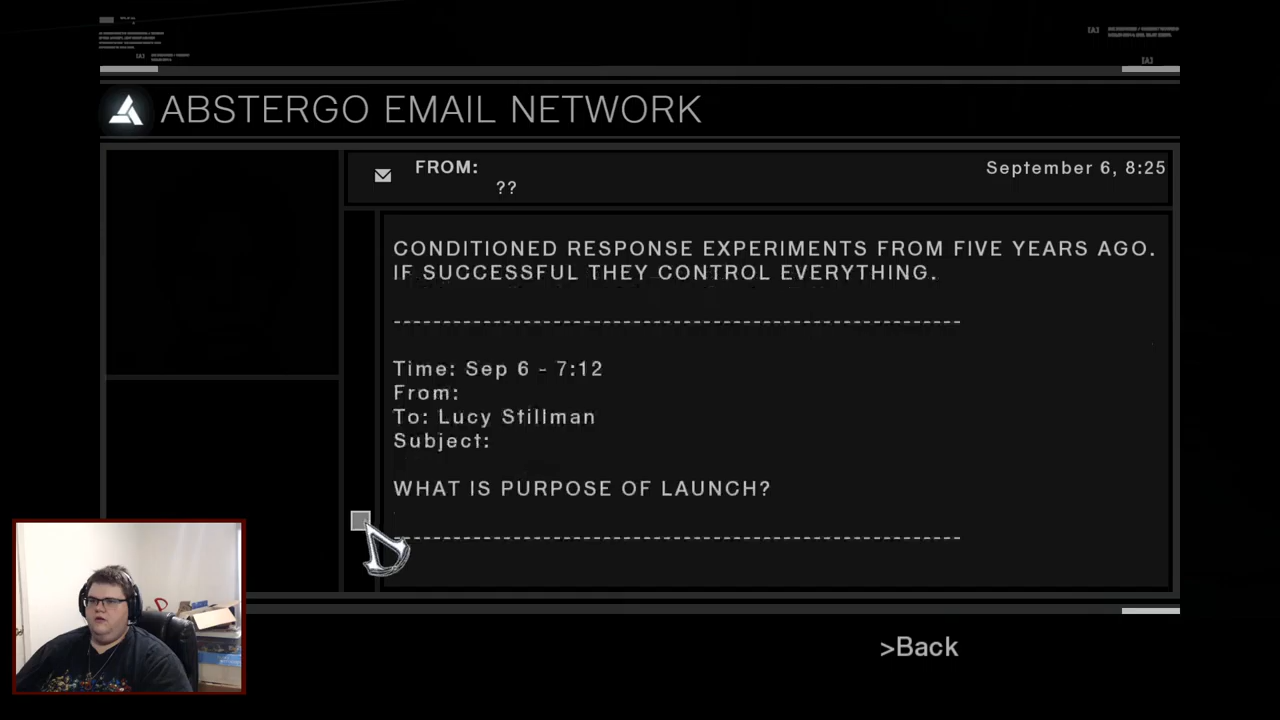 ABSTERGO EMAIL NETWORK
FROM:
??
September 6, 8:25
CONDITIONED RESPONSE EXPERIMENTS FROM FIVE YEARS AGO.
IF SUCCESSFUL THEY CONTROL EVERYTHING.
-----------------------------------------------------------
Time: Sep 6 - 7:12
From:
To: Lucy Stillman
Subject:
WHAT IS PURPOSE OF LAUNCH?
-----------------------------------------------------------
>Back